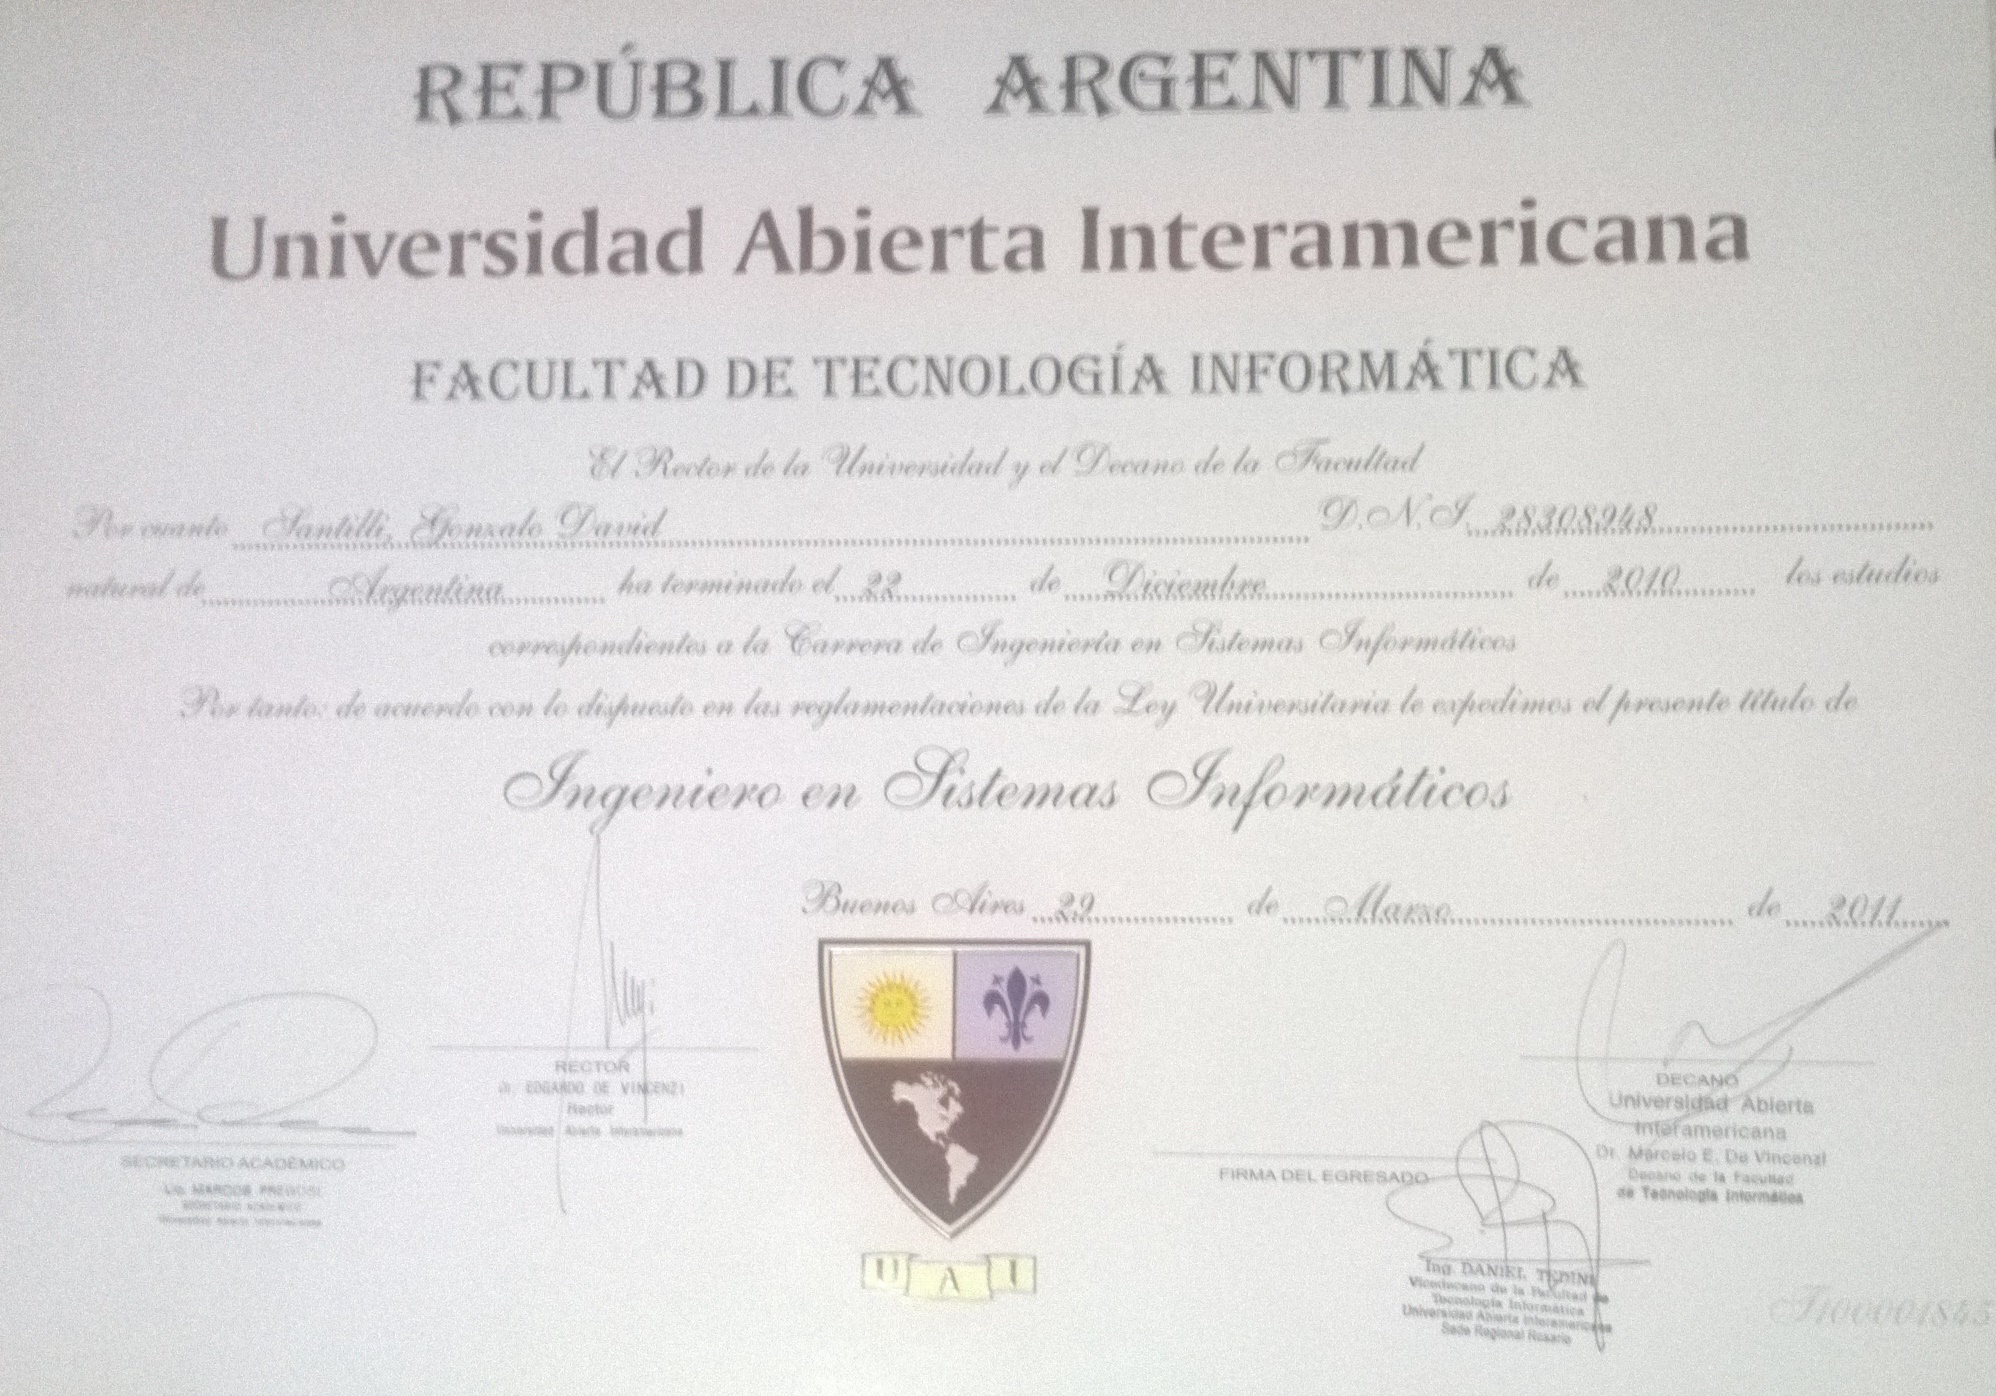 REPÚBLICA ARGENTINA
Universidad Abierta Interamericana
FACULTAD DE TECNOLOGÍA INFORMÁTICA
El Rector de la Universidad y el Decano de la Facultad
Por cuanto Santilli, Gonzalo David D.N.I. 28308948
natural de Argentina ha terminado el 22 de Diciembre de 2010 los estudios
correspondientes a la Carrera de Ingeniería en Sistemas Informáticos
Por tanto: de acuerdo con lo dispuesto en las reglamentaciones de la Ley Universitaria le expedimos el presente título de
Ingeniero en Sistemas Informáticos
Buenos Aires 29 de Marzo de 2011
RECTOR
Dr. EDGARDO DE VINCENZI
Rector
Universidad Abierta Interamericana
SECRETARIO ACADÉMICO
Lic. MARCOS
SECRETARIO ACADEMICO
Universidad Abierta Interamericana
DECANO
Universidad Abierta
Interamericana
Dr. Marcelo E. De Vincenzi
Decano de la Facultad
de Tecnología Informática
FIRMA DEL EGRESADO
Ing. DANIEL TEDINI
Vicedecano de la Facultad de
Tecnología Informática
Universidad Abierta Interamericana
Sede Regional Rosario
U A I